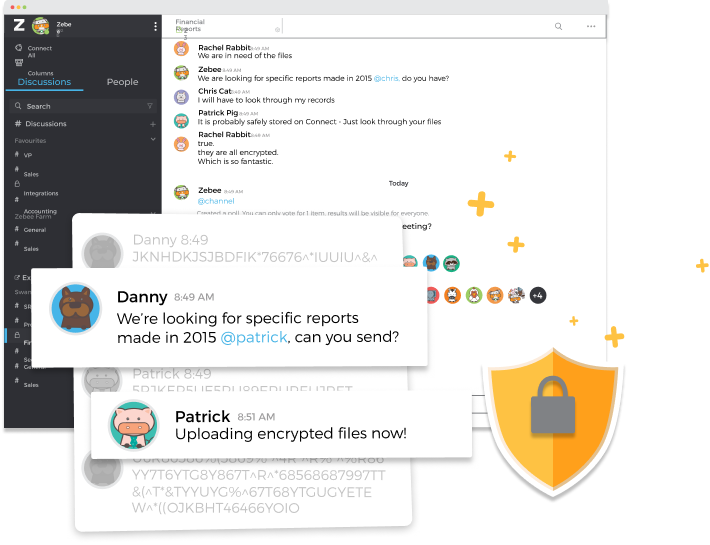 Z
Zebe
Connect
All
Columns
Discussions People
Search
# Discussions +
Favourites
# VP
# Sales
Integrations
# Accounting
Zebee Farm
# General
# Sales
Ex
Swar
# SR
# Pro
Fir
# Se
General
# Sales
Financial
Reports
Rachel Rabbit 8:49 AM
We are in need of the files
Zebee 8:49 AM
We are looking for specific reports made in 2015 @chris, do you have?
Chris Cat 8:49 AM
I will have to look through my records
Patrick Pig 8:49 AM
It is probably safely stored on Connect - Just look through your files
Rachel Rabbit 8:49 AM
true.
they are all encrypted.
Which is so fantastic.
Today
Zebee 8:49 AM
@channel
Created a poll. You can only vote for 1 item, results will be visible for everyone.
eeting?
+4
Danny 8:49
JKNHDKJSJBDFIK*76676^*IUUIU^&^
Danny 8:49 AM
We're looking for specific reports
made in 2015 @patrick, can you send?
Patrick 8:49
Patrick 8:51 AM
Uploading encrypted files now!
YY7T6YTG8Y867T^R^*68568687997TT
&(^T*&TYYUYG%^67T68YTGUGYETE
W^*((OJKBHT46466YOIO